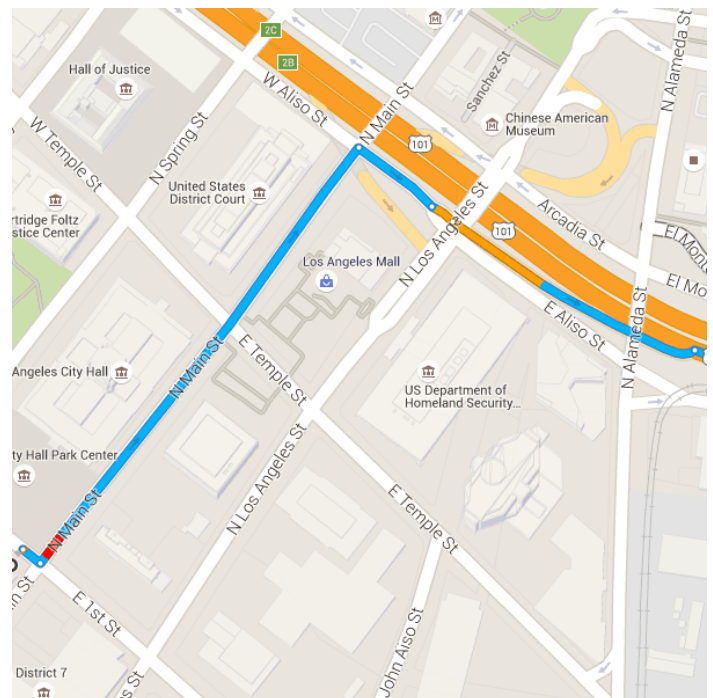 2C
2B
Hall of Justice
W Aliso St
N Main St
Sanchez St
N Alameda St
Chinese American
Museum
101
N Spring St
W Temple St
United States
District Court
rtridge Foltz
stice Center
N Los Angeles St
Arcadia St
101
El Mont
El Mo
Los Angeles Mall
E Aliso St
N Alameda St
Angeles City Hall
N Main St
E Temple St
US Department of
Homeland Security...
ty Hall Park Center
N Main St
N Los Angeles St
E Temple St
in St
E 1st St
John Aiso St
District 7